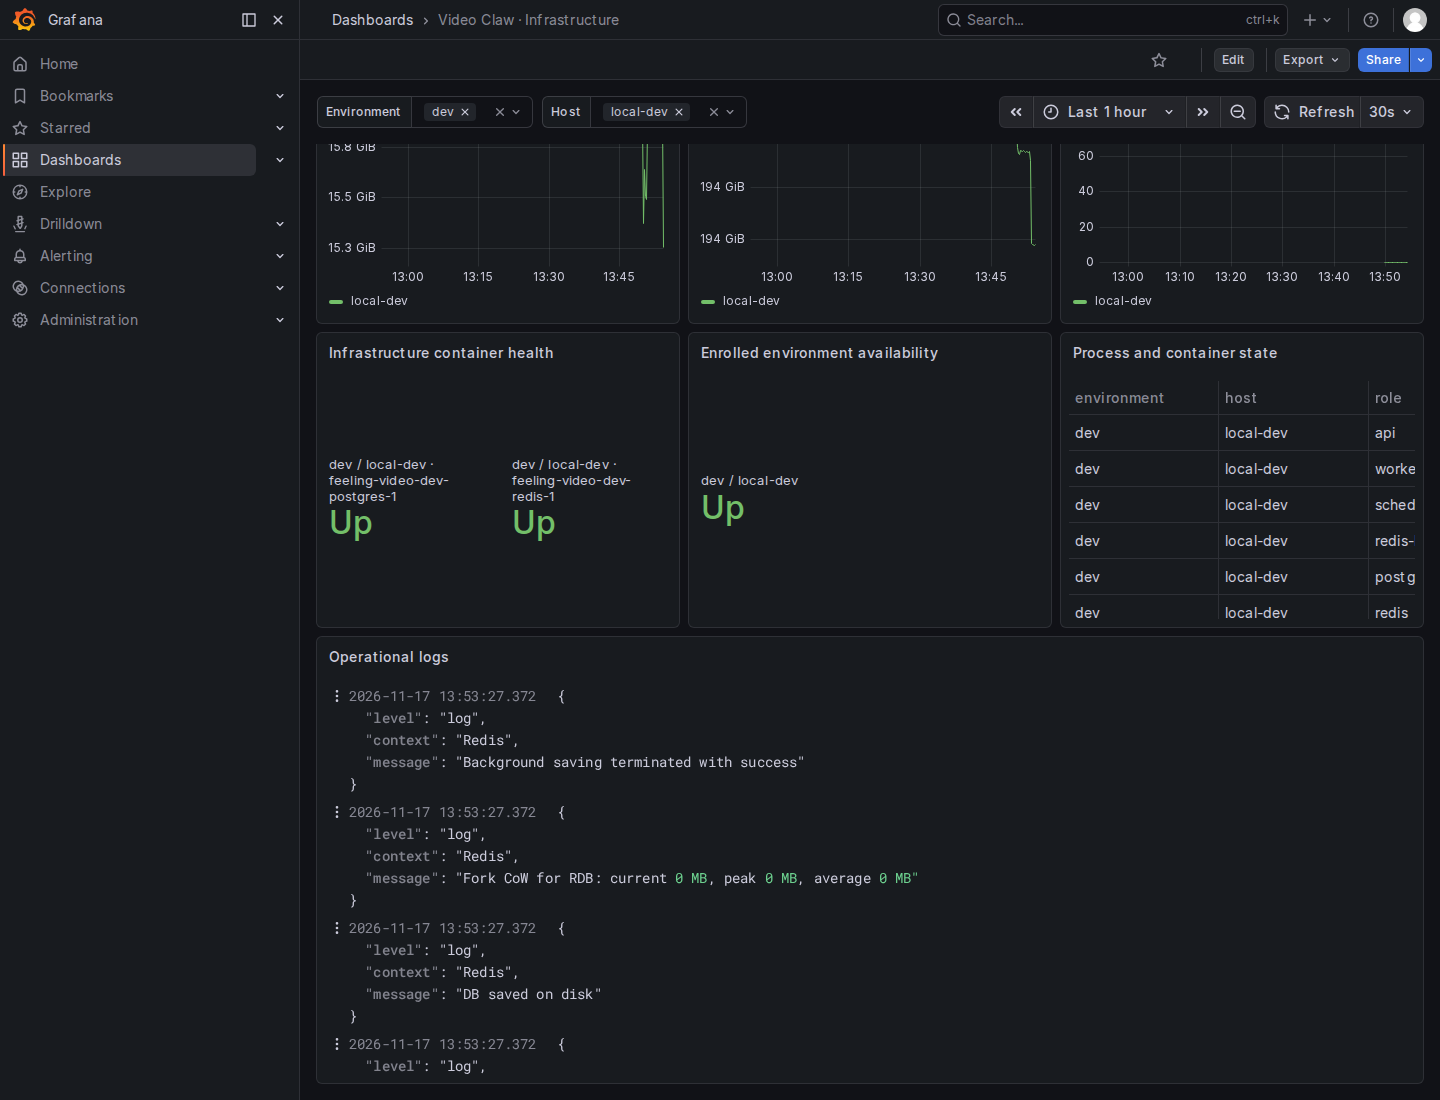 Grafana
Dashboards › Video Claw · Infrastructure
Search...
ctrl+k
Home
Bookmarks
Starred
Dashboards
Explore
Drilldown
Alerting
Connections
Administration
Edit
Export
Share
Environment
dev
Host
local-dev
Last 1 hour
Refresh
30s
15.8 GiB
15.5 GiB
15.3 GiB
13:00 13:15 13:30 13:45
local-dev
194 GiB
194 GiB
13:00 13:15 13:30 13:45
local-dev
60
40
20
0
13:00 13:10 13:20 13:30 13:40 13:50
local-dev
Infrastructure container health
dev / local-dev ·
feeling-video-dev-
postgres-1
Up
dev / local-dev ·
feeling-video-dev-
redis-1
Up
Enrolled environment availability
dev / local-dev
Up
Process and container state
environment host role
dev local-dev api
dev local-dev worke
dev local-dev sched
dev local-dev redis-
dev local-dev postg
dev local-dev redis
Operational logs
2026-11-17 13:53:27.372 {
"level": "log",
"context": "Redis",
"message": "Background saving terminated with success"
}
2026-11-17 13:53:27.372 {
"level": "log",
"context": "Redis",
"message": "Fork CoW for RDB: current 0 MB, peak 0 MB, average 0 MB"
}
2026-11-17 13:53:27.372 {
"level": "log",
"context": "Redis",
"message": "DB saved on disk"
}
2026-11-17 13:53:27.372 {
"level": "log",